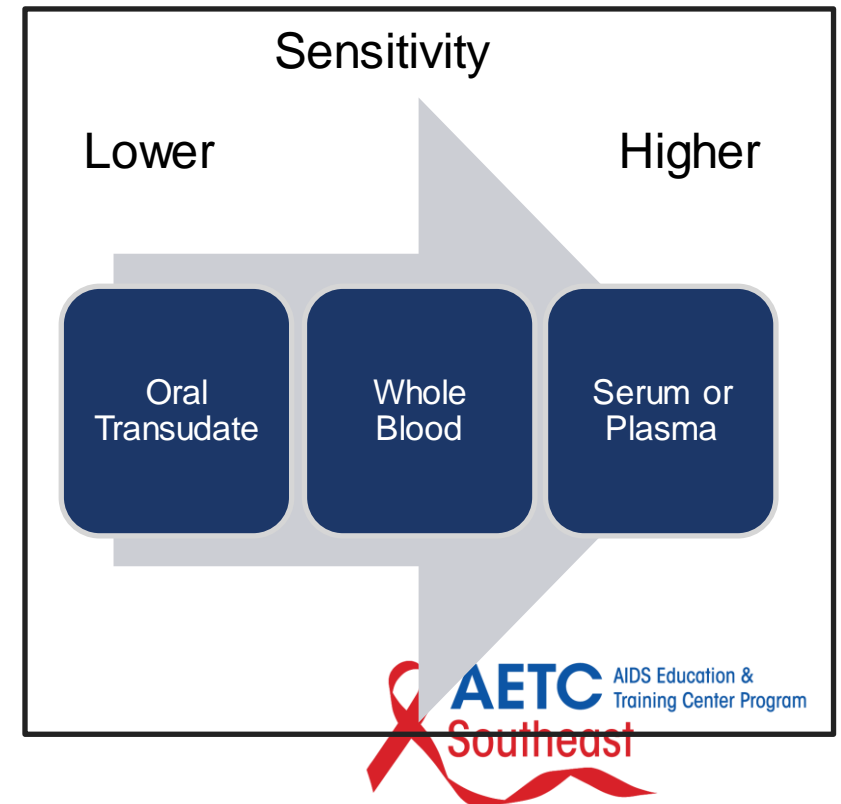 Sensitivity
Lower
Higher
Oral
Transudate
Whole
Blood
Serum or
Plasma
AETC
AIDS Education &
Training Center Program
Southeast